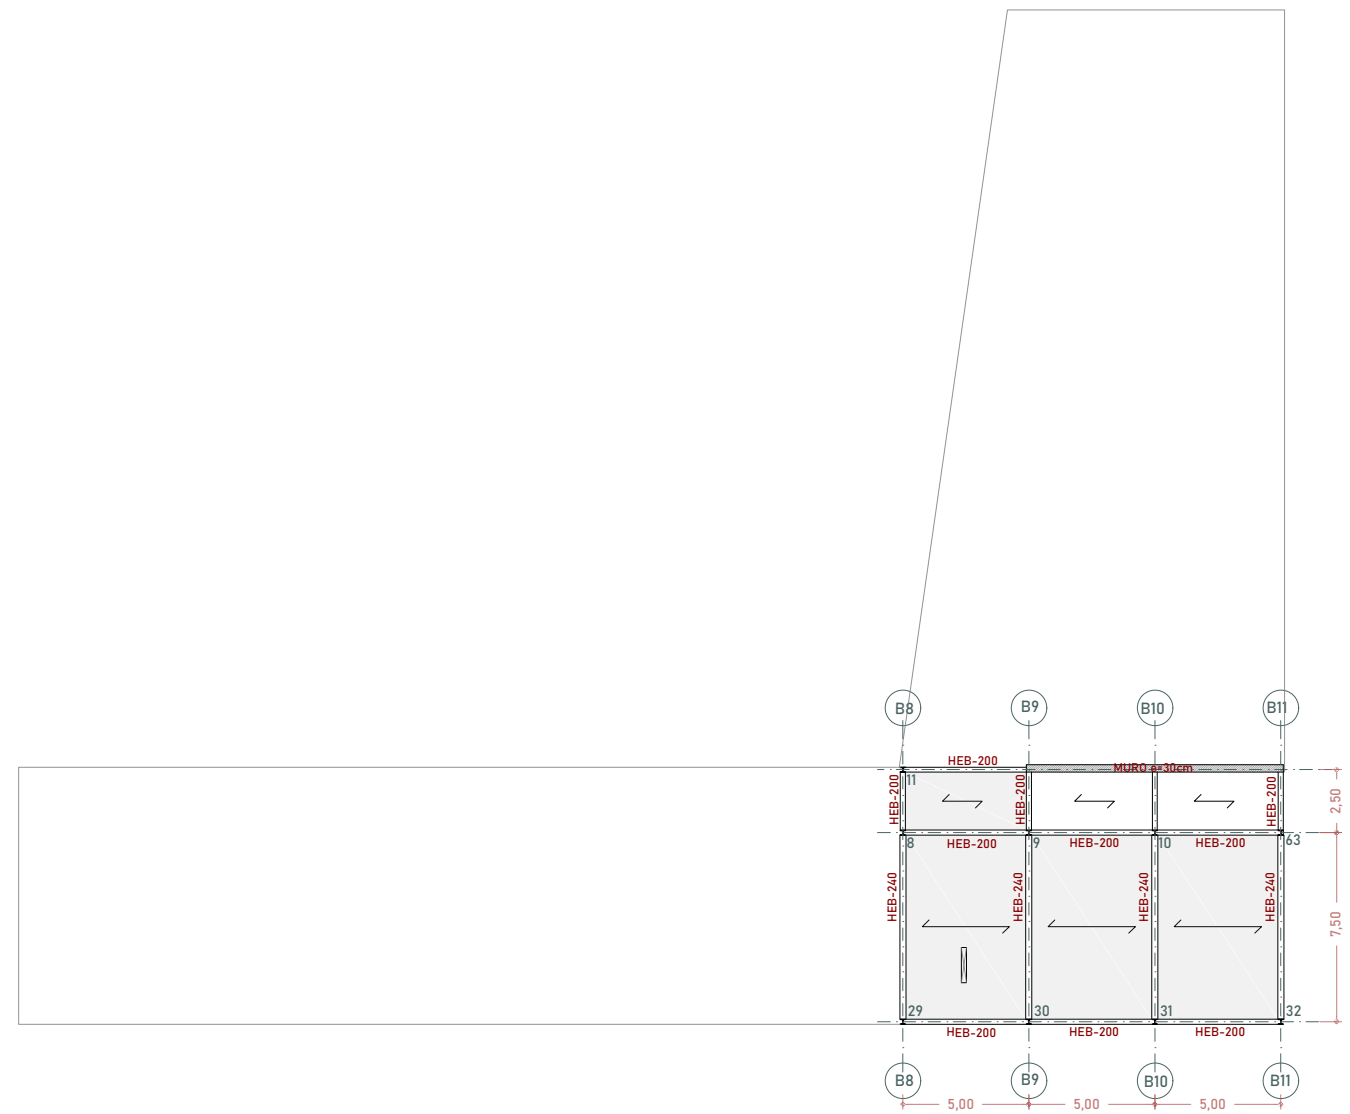 B8 B9 B10 B11
HEB-200
MURO e=30cm
11
HEB-200 HEB-200 HEB-200
2,50
8 9 10 63
HEB-200 HEB-200 HEB-200
HEB-240 HEB-240 HEB-240 HEB-240
7,50
29 30 31 32
HEB-200 HEB-200 HEB-200
B8 B9 B10 B11
5,00 5,00 5,00